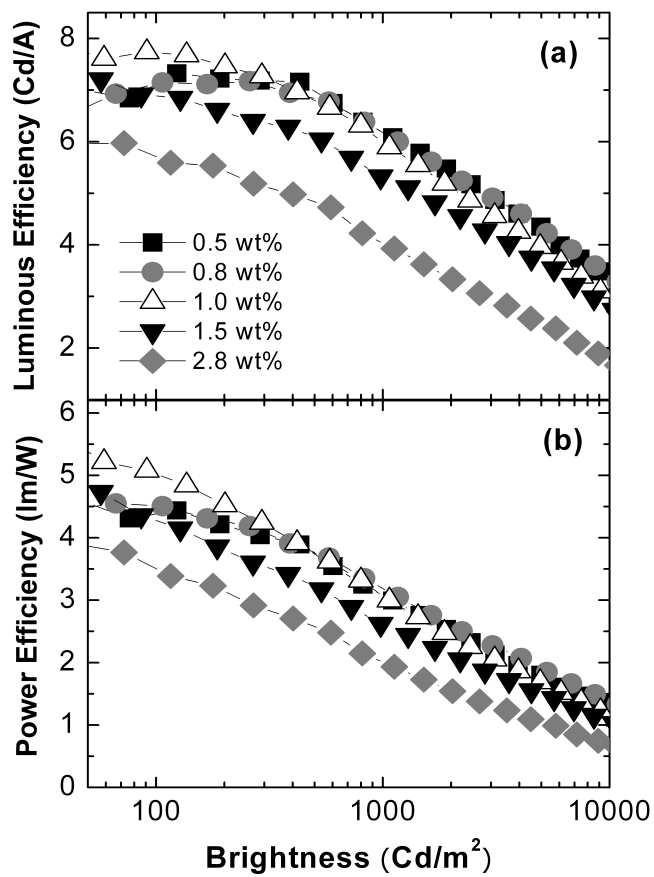 8
(a)
6
4
2
Luminous Efficiency (Cd/A)
0.5 wt%
0.8 wt%
1.0 wt%
1.5 wt%
2.8 wt%
6
(b)
5
4
3
2
1
0
Power Efficiency (lm/W)
100
1000
10000
Brightness (Cd/m²)